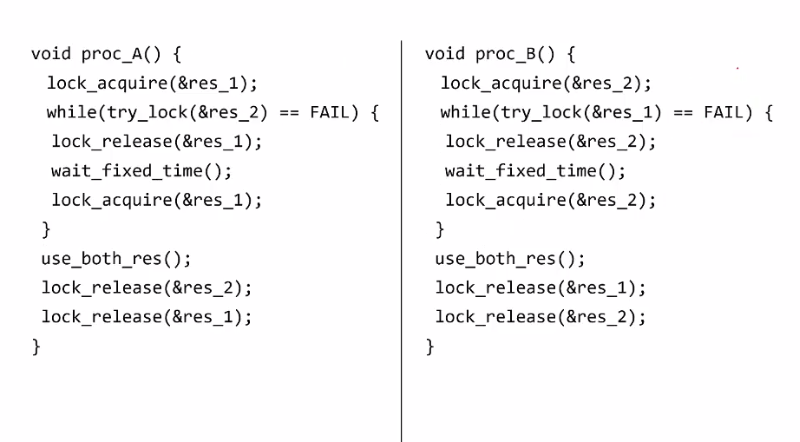 void proc_A() {
lock_acquire(&res_1);
while(try_lock(&res_2) == FAIL) {
lock_release(&res_1);
wait_fixed_time();
lock_acquire(&res_1);
}
use_both_res();
lock_release(&res_2);
lock_release(&res_1);
}
void proc_B() {
lock_acquire(&res_2);
while(try_lock(&res_1) == FAIL) {
lock_release(&res_2);
wait_fixed_time();
lock_acquire(&res_2);
}
use_both_res();
lock_release(&res_1);
lock_release(&res_2);
}